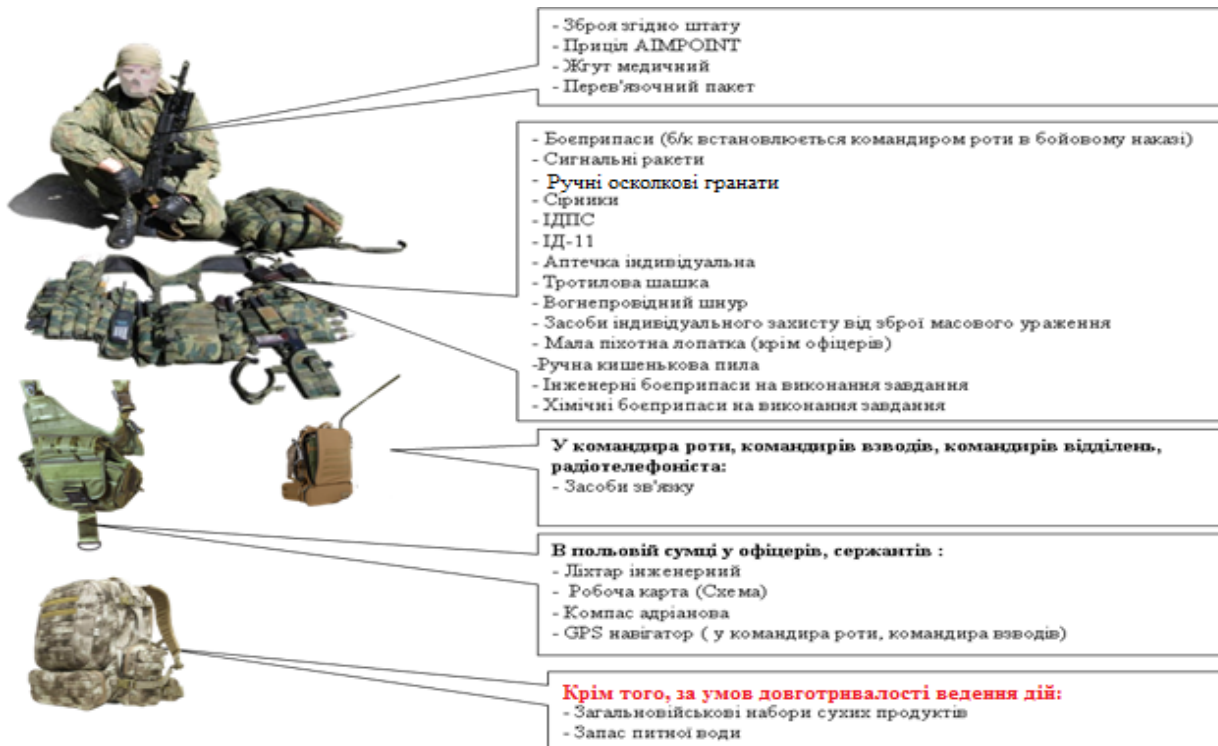 - Зброя згідно штату
- Приціл AIMPOINT
- Жгут медичний
- Перев'язочний пакет
- Боєприпаси (б/к встановлюється командиром роти в бойовому наказі)
- Сигнальні ракети
- Ручні осколкові гранати
- Сірники
- ІДПС
- ІД-11
- Аптечка індивідуальна
- Тротилова шашка
- Вогнепровідний шнур
- Засоби індивідуального захисту від зброї масового ураження
- Мала піхотна лопатка (крім офіцерів)
-Ручна кишенькова пила
- Інженерні боєприпаси на виконання завдання
- Хімічні боєприпаси на виконання завдання
У командира роти, командирів взводів, командирів відділень,
радіотелефоніста:
- Засоби зв'язку
В польовій сумці у офіцерів, сержантів :
- Ліхтар інженерний
- Робоча карта (Схема)
- Компас адріанова
- GPS навігатор ( у командира роти, командира взводів)
Крім того, за умов довготривалості ведення дій:
- Загальновійськові набори сухих продуктів
- Запас питної води